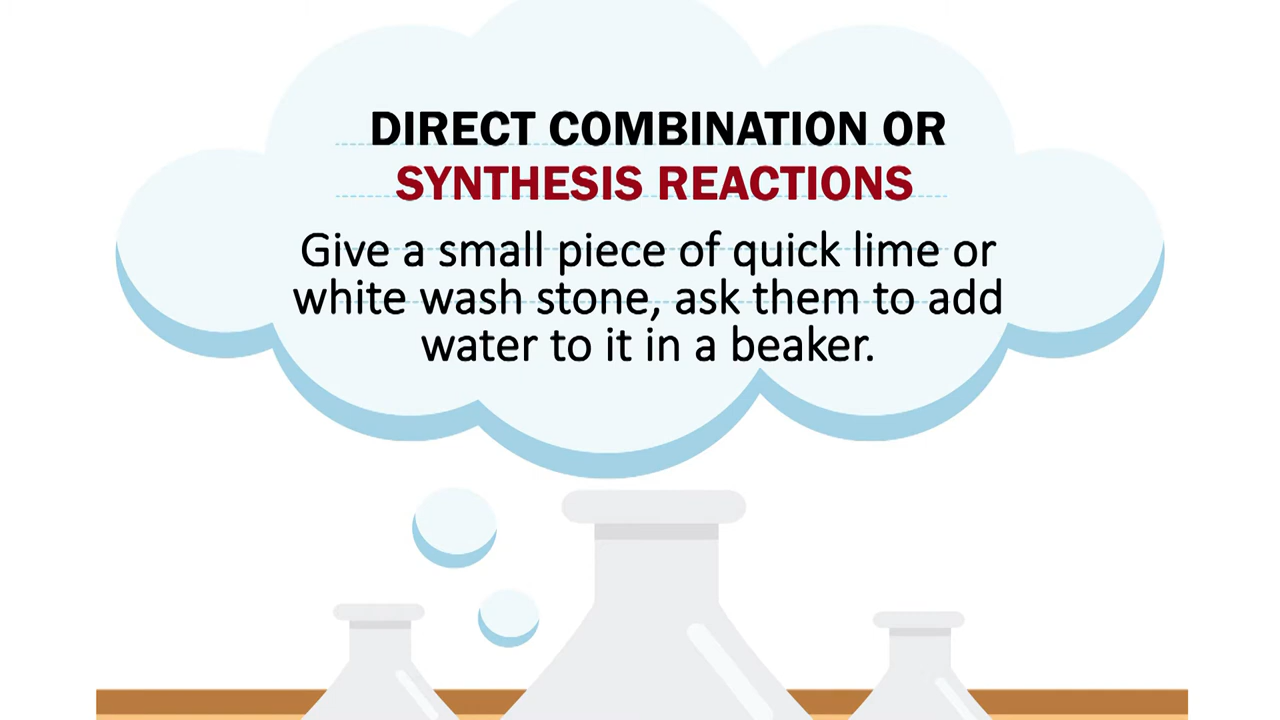 DIRECT COMBINATION OR
SYNTHESIS REACTIONS
Give a small piece of quick lime or
white wash stone, ask them to add
water to it in a beaker.